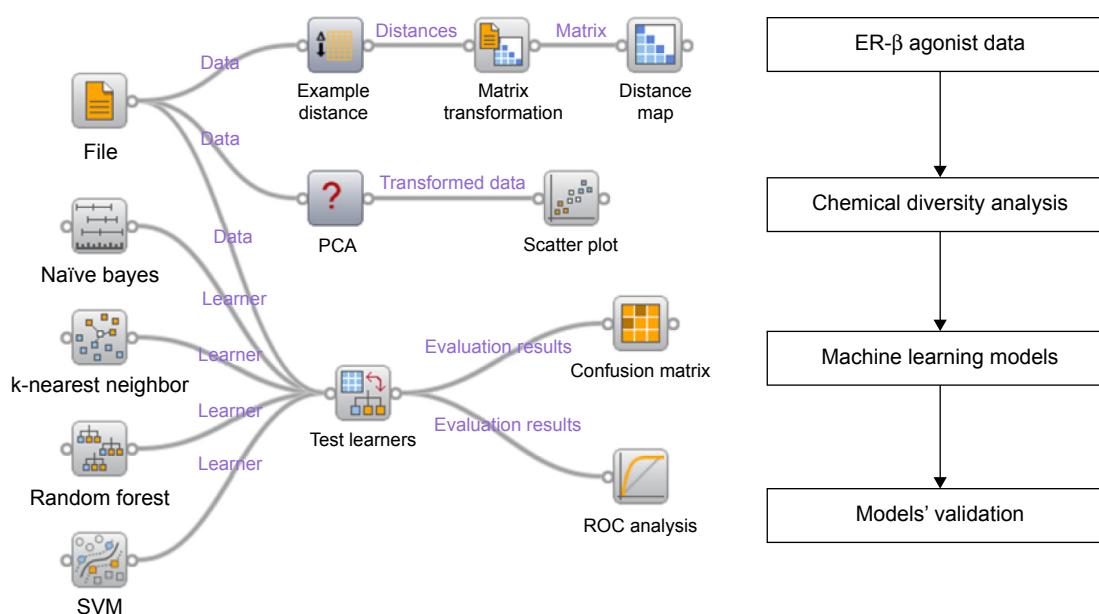 Distances
Matrix
Data
Example
distance
Matrix
transformation
Distance
map
File
Data
Transformed data
PCA
Scatter plot
Data
Naïve bayes
Learner
k-nearest neighbor
Learner
Evaluation results
Confusion matrix
Learner
Test learners
Evaluation results
Random forest
Learner
ROC analysis
SVM
ER-β agonist data
Chemical diversity analysis
Machine learning models
Models’ validation